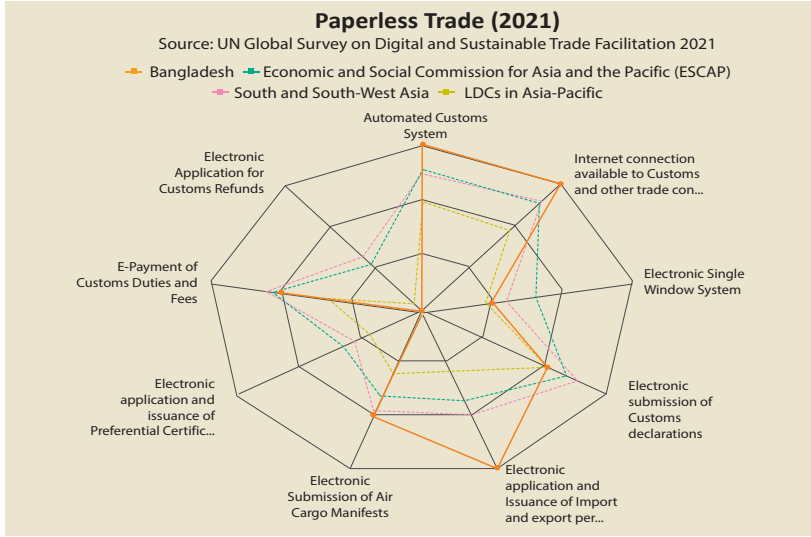 Paperless Trade (2021)
Source: UN Global Survey on Digital and Sustainable Trade Facilitation 2021
Bangladesh Economic and Social Commission for Asia and the Pacific (ESCAP)
South and South-West Asia LDCs in Asia-Pacific
Automated Customs
System
Internet connection
available to Customs
and other trade con...
Electronic Single
Window System
Electronic
submission of
Customs
declarations
Electronic
application and
Issuance of Import
and export per...
Electronic
Submission of Air
Cargo Manifests
Electronic
application and
issuance of
Preferential Certific...
E-Payment of
Customs Duties and
Fees
Electronic
Application for
Customs Refunds